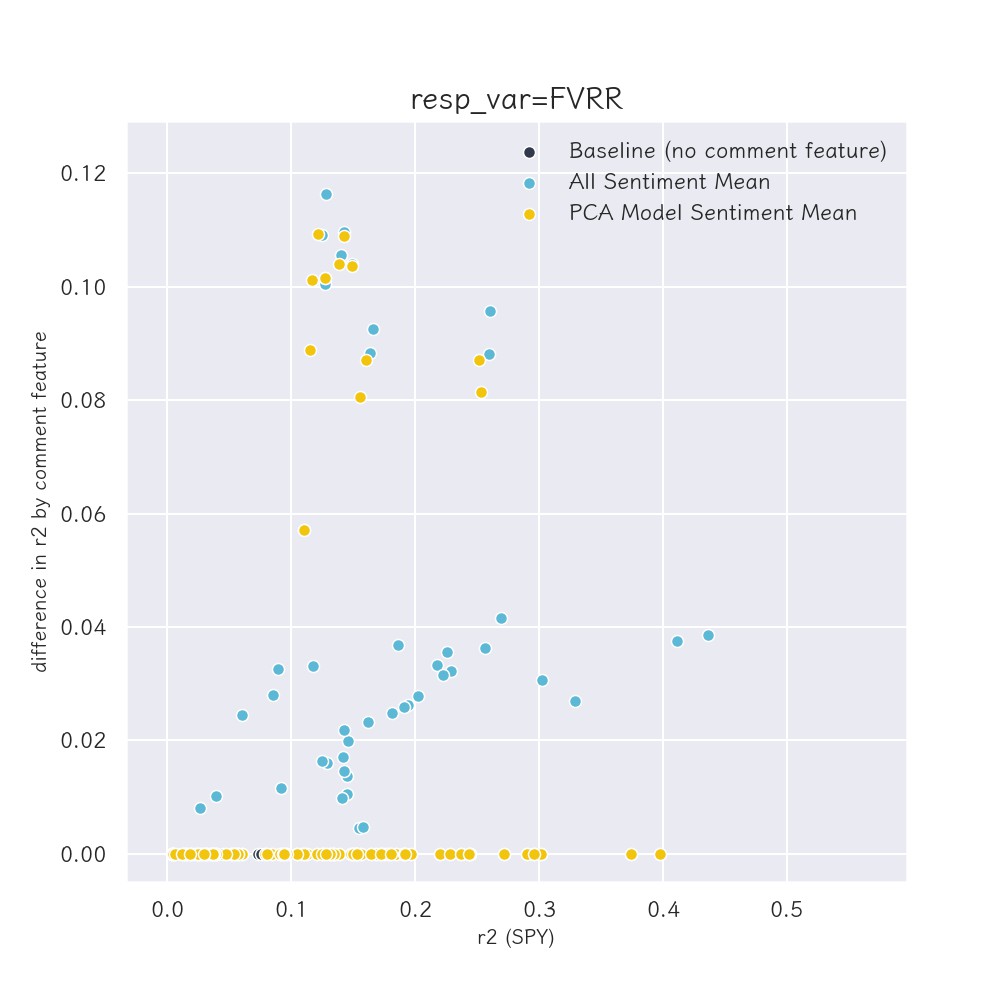 resp_var=FVRR
Baseline (no comment feature)
All Sentiment Mean
PCA Model Sentiment Mean
difference in r2 by comment feature
0.12
0.10
0.08
0.06
0.04
0.02
0.00
0.0 0.1 0.2 0.3 0.4 0.5
r2 (SPY)